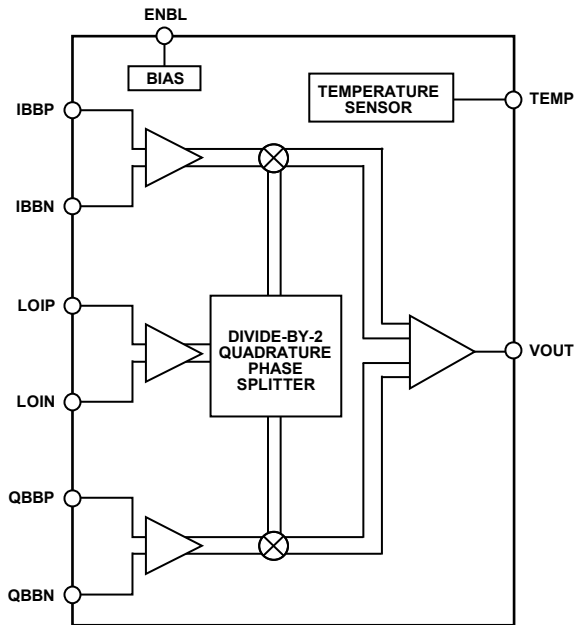 ENBL
BIAS
TEMPERATURE
SENSOR
TEMP
IBBP
IBBN
LOIP
DIVIDE-BY-2
QUADRATURE
PHASE
SPLITTER
VOUT
LOIN
QBBP
QBBN